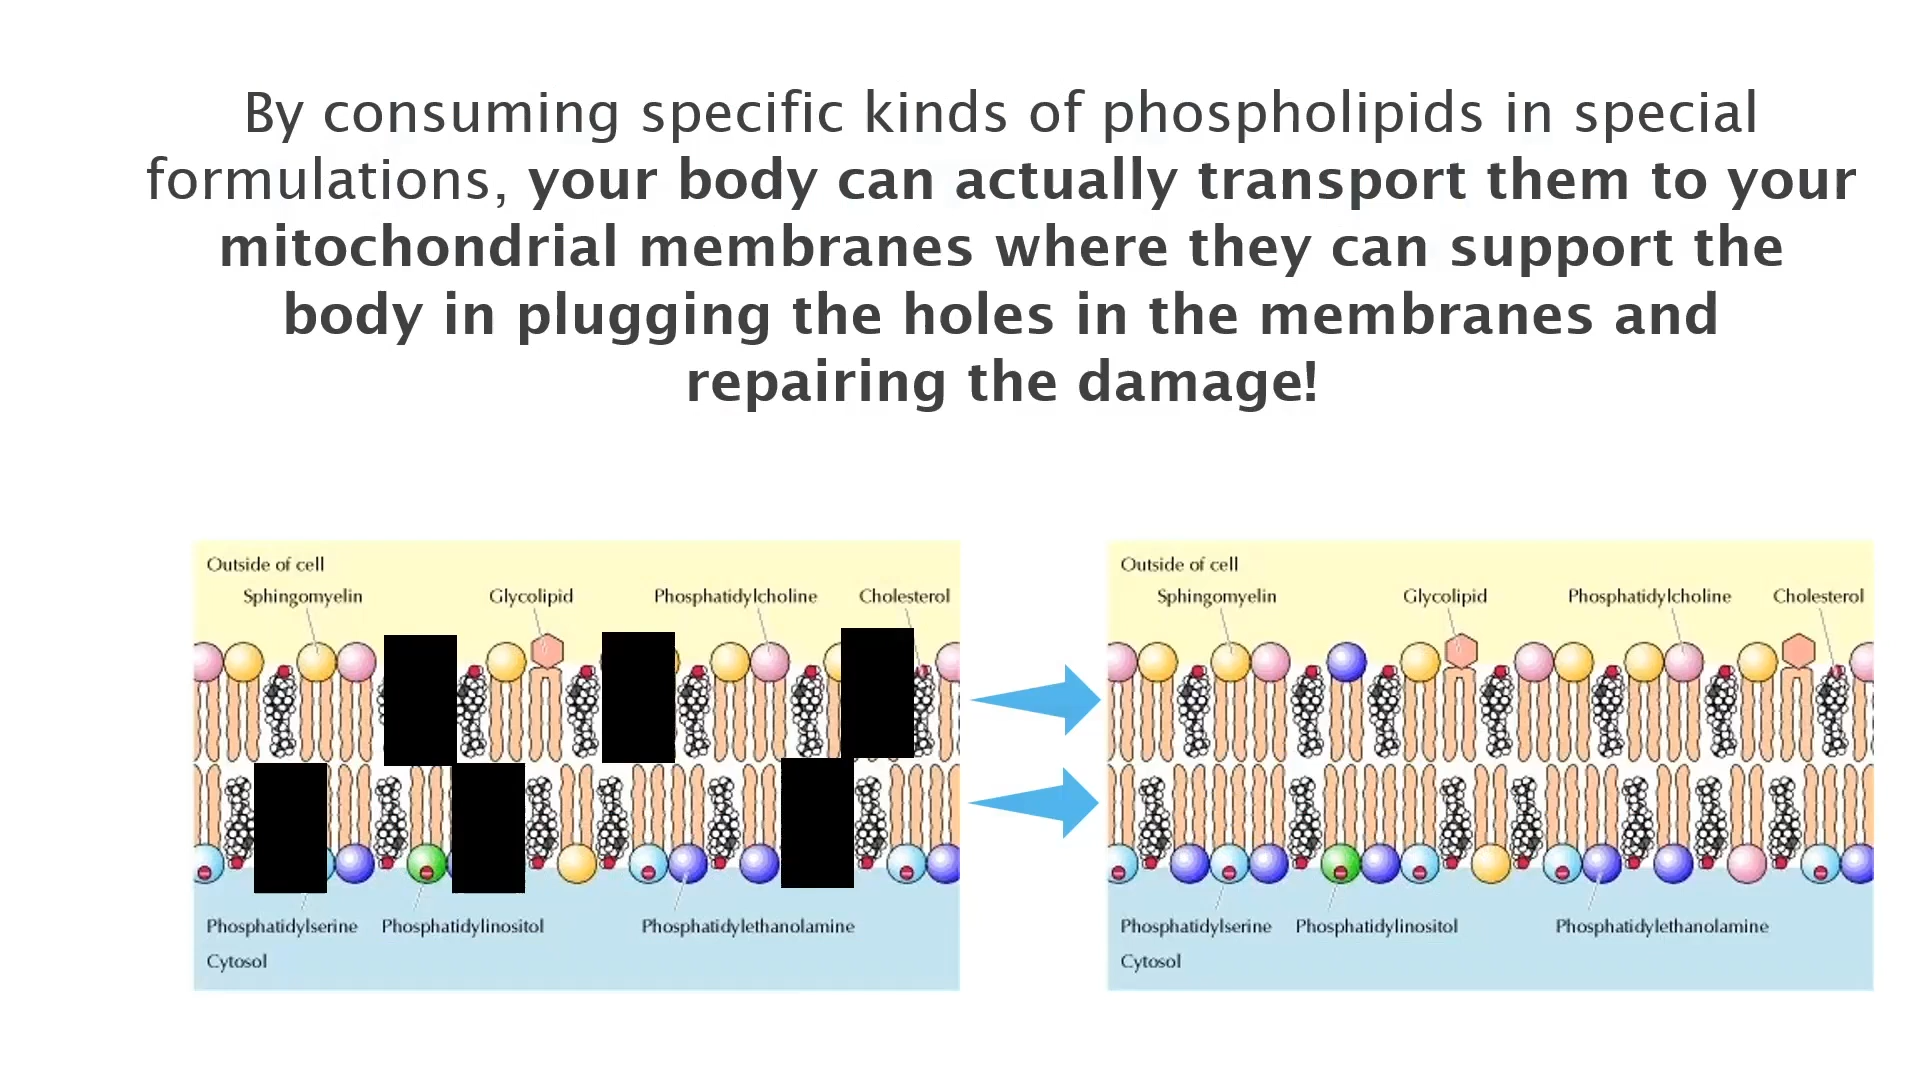 By consuming specific kinds of phospholipids in special
formulations, your body can actually transport them to your
mitochondrial membranes where they can support the
body in plugging the holes in the membranes and
repairing the damage!
Outside of cell
Sphingomyelin Glycolipid Phosphatidylcholine Cholesterol
Phosphatidylserine Phosphatidylinositol Phosphatidylethanolamine
Cytosol
Outside of cell
Sphingomyelin Glycolipid Phosphatidylcholine Cholesterol
Phosphatidylserine Phosphatidylinositol Phosphatidylethanolamine
Cytosol